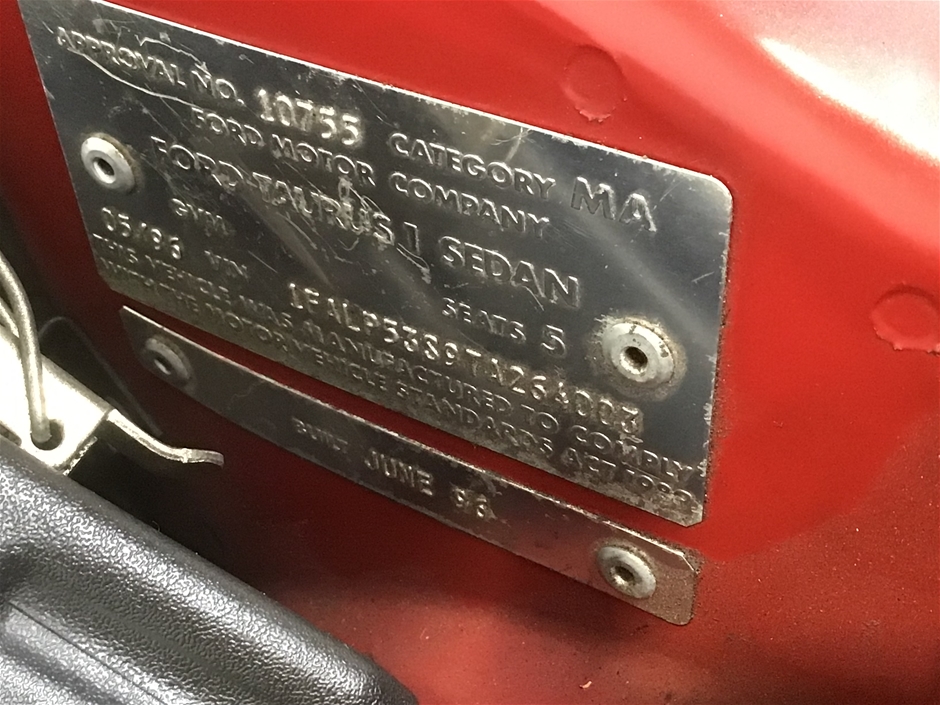 APPROVAL NO. 10755 CATEGORY MA
FORD MOTOR COMPANY
FORD TAURUS 1 SEDAN
GVM SEATS 5
05/96 VIN 1FALP5389TA264003
THIS VEHICLE WAS MANUFACTURED TO COMPLY
WITH THE MOTOR VEHICLE STANDARDS ACT 1989
BUILT JUNE 96